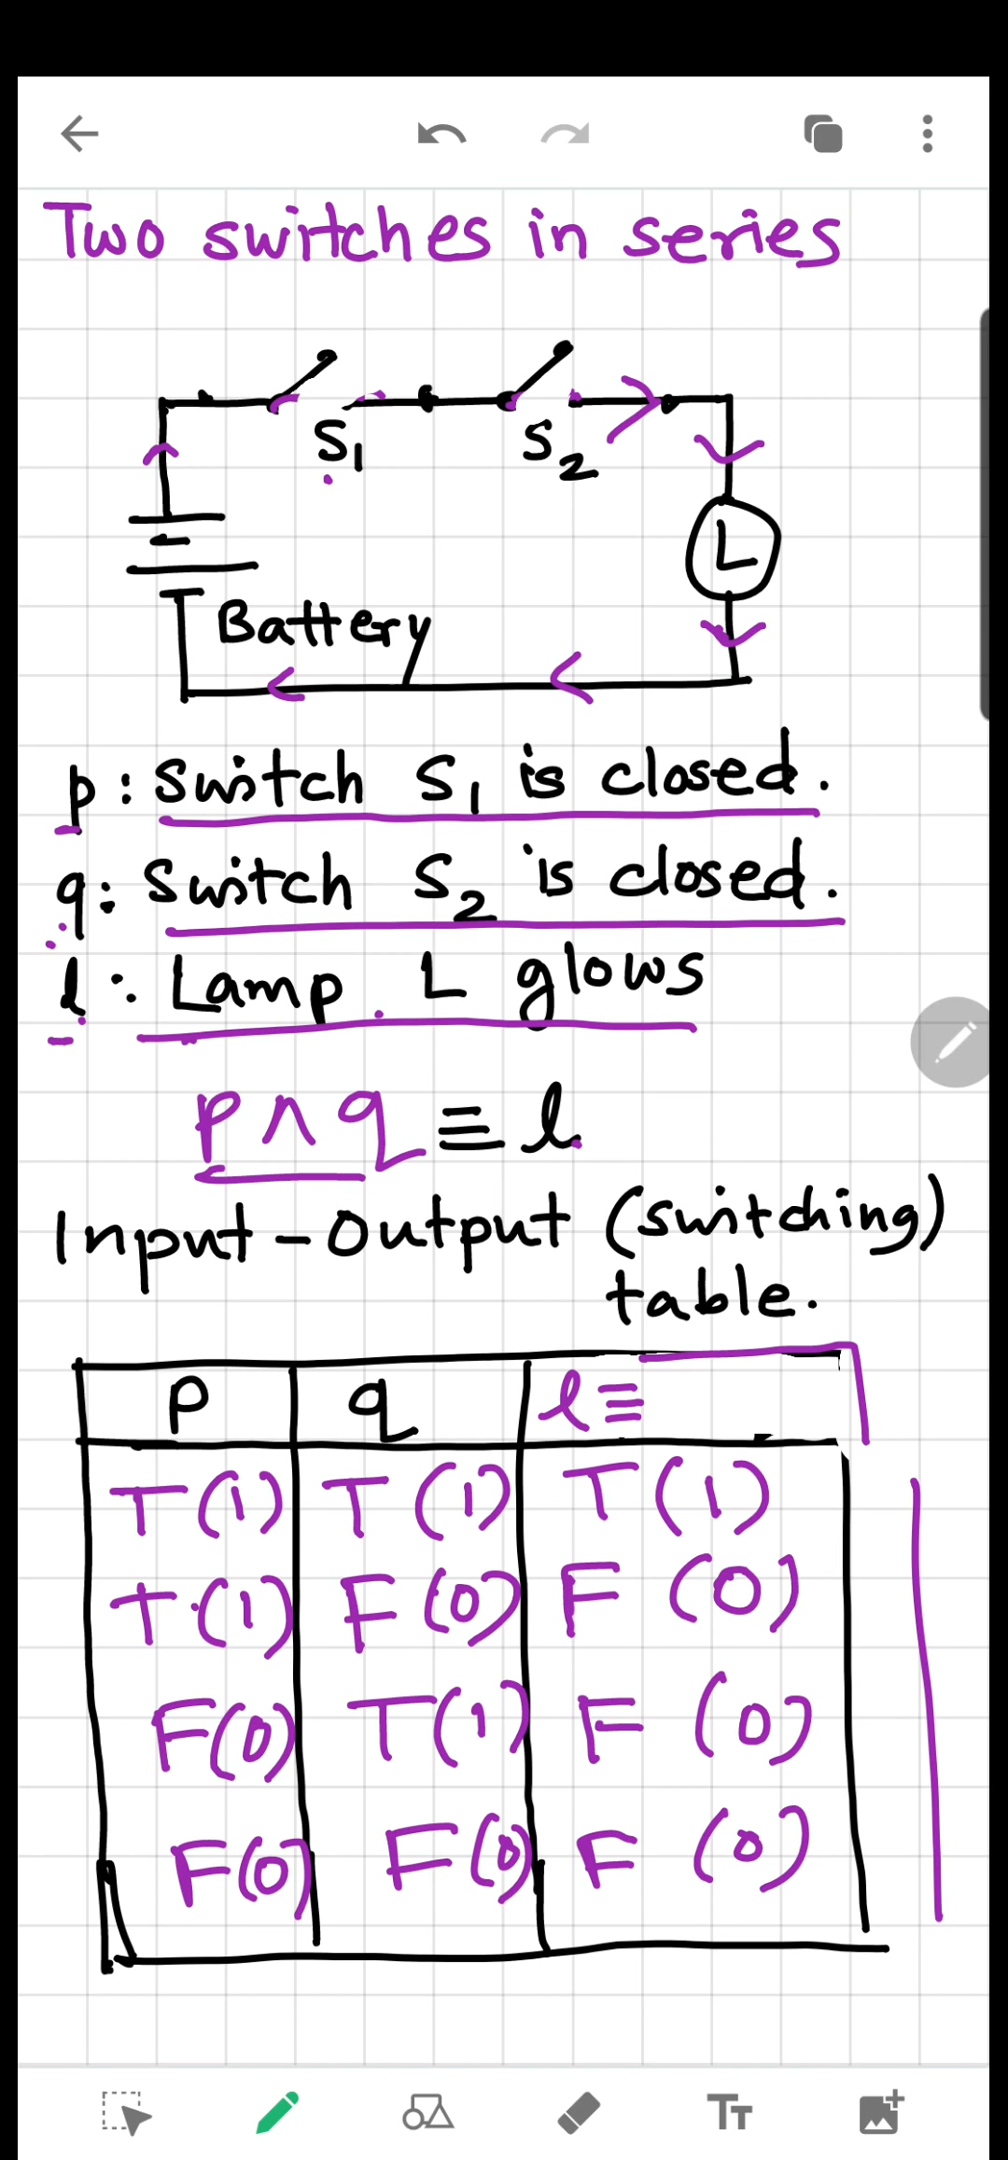 Two switches in series
S1 S2
L
Battery
p : Switch S1 is closed.
q : Switch S2 is closed.
l : Lamp L glows
p ∧ q ≡ l
Input - Output (switching)
table.
p q l ≡
T(1) T(1) T(1)
T(1) F(0) F(0)
F(0) T(1) F(0)
F(0) F(0) F(0)
TT